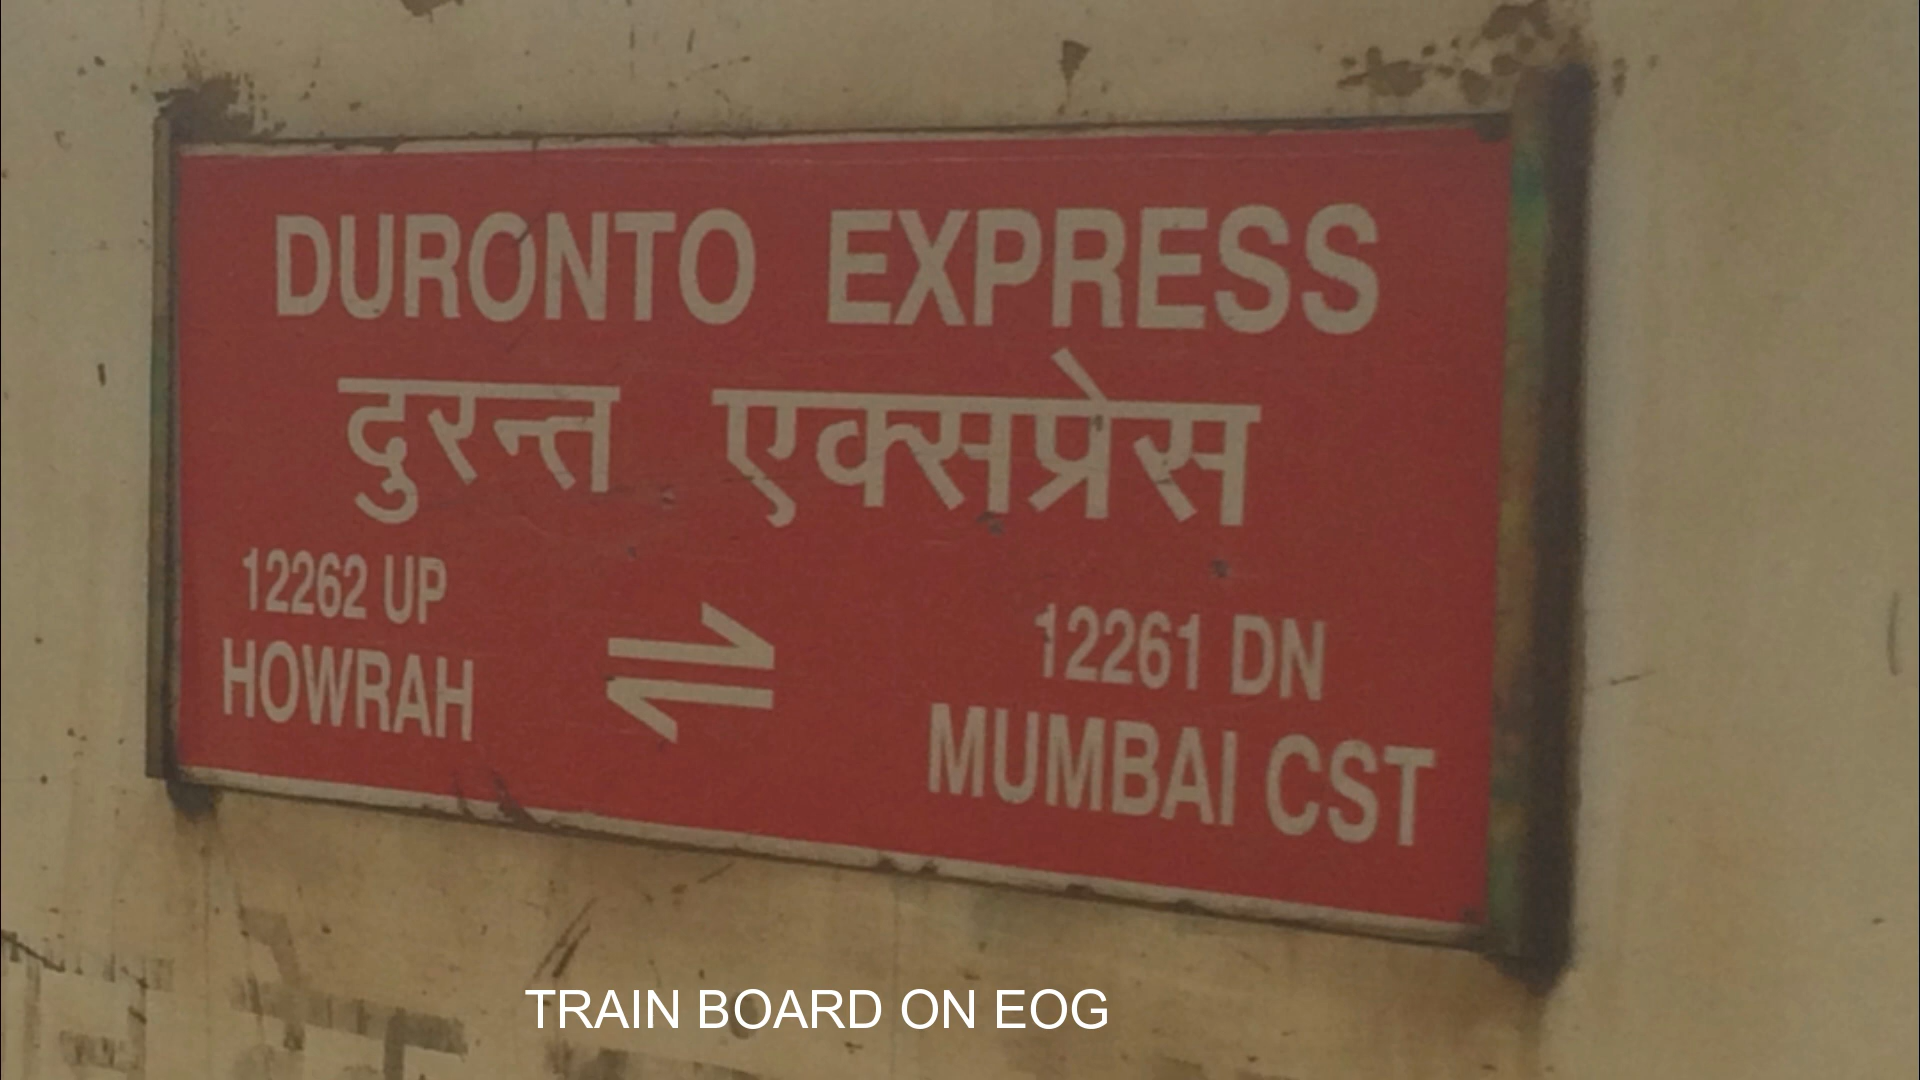 DURONTO EXPRESS
दुरन्त एक्सप्रेस
12262 UP
HOWRAH
12261 DN
MUMBAI CST
TRAIN BOARD ON EOG